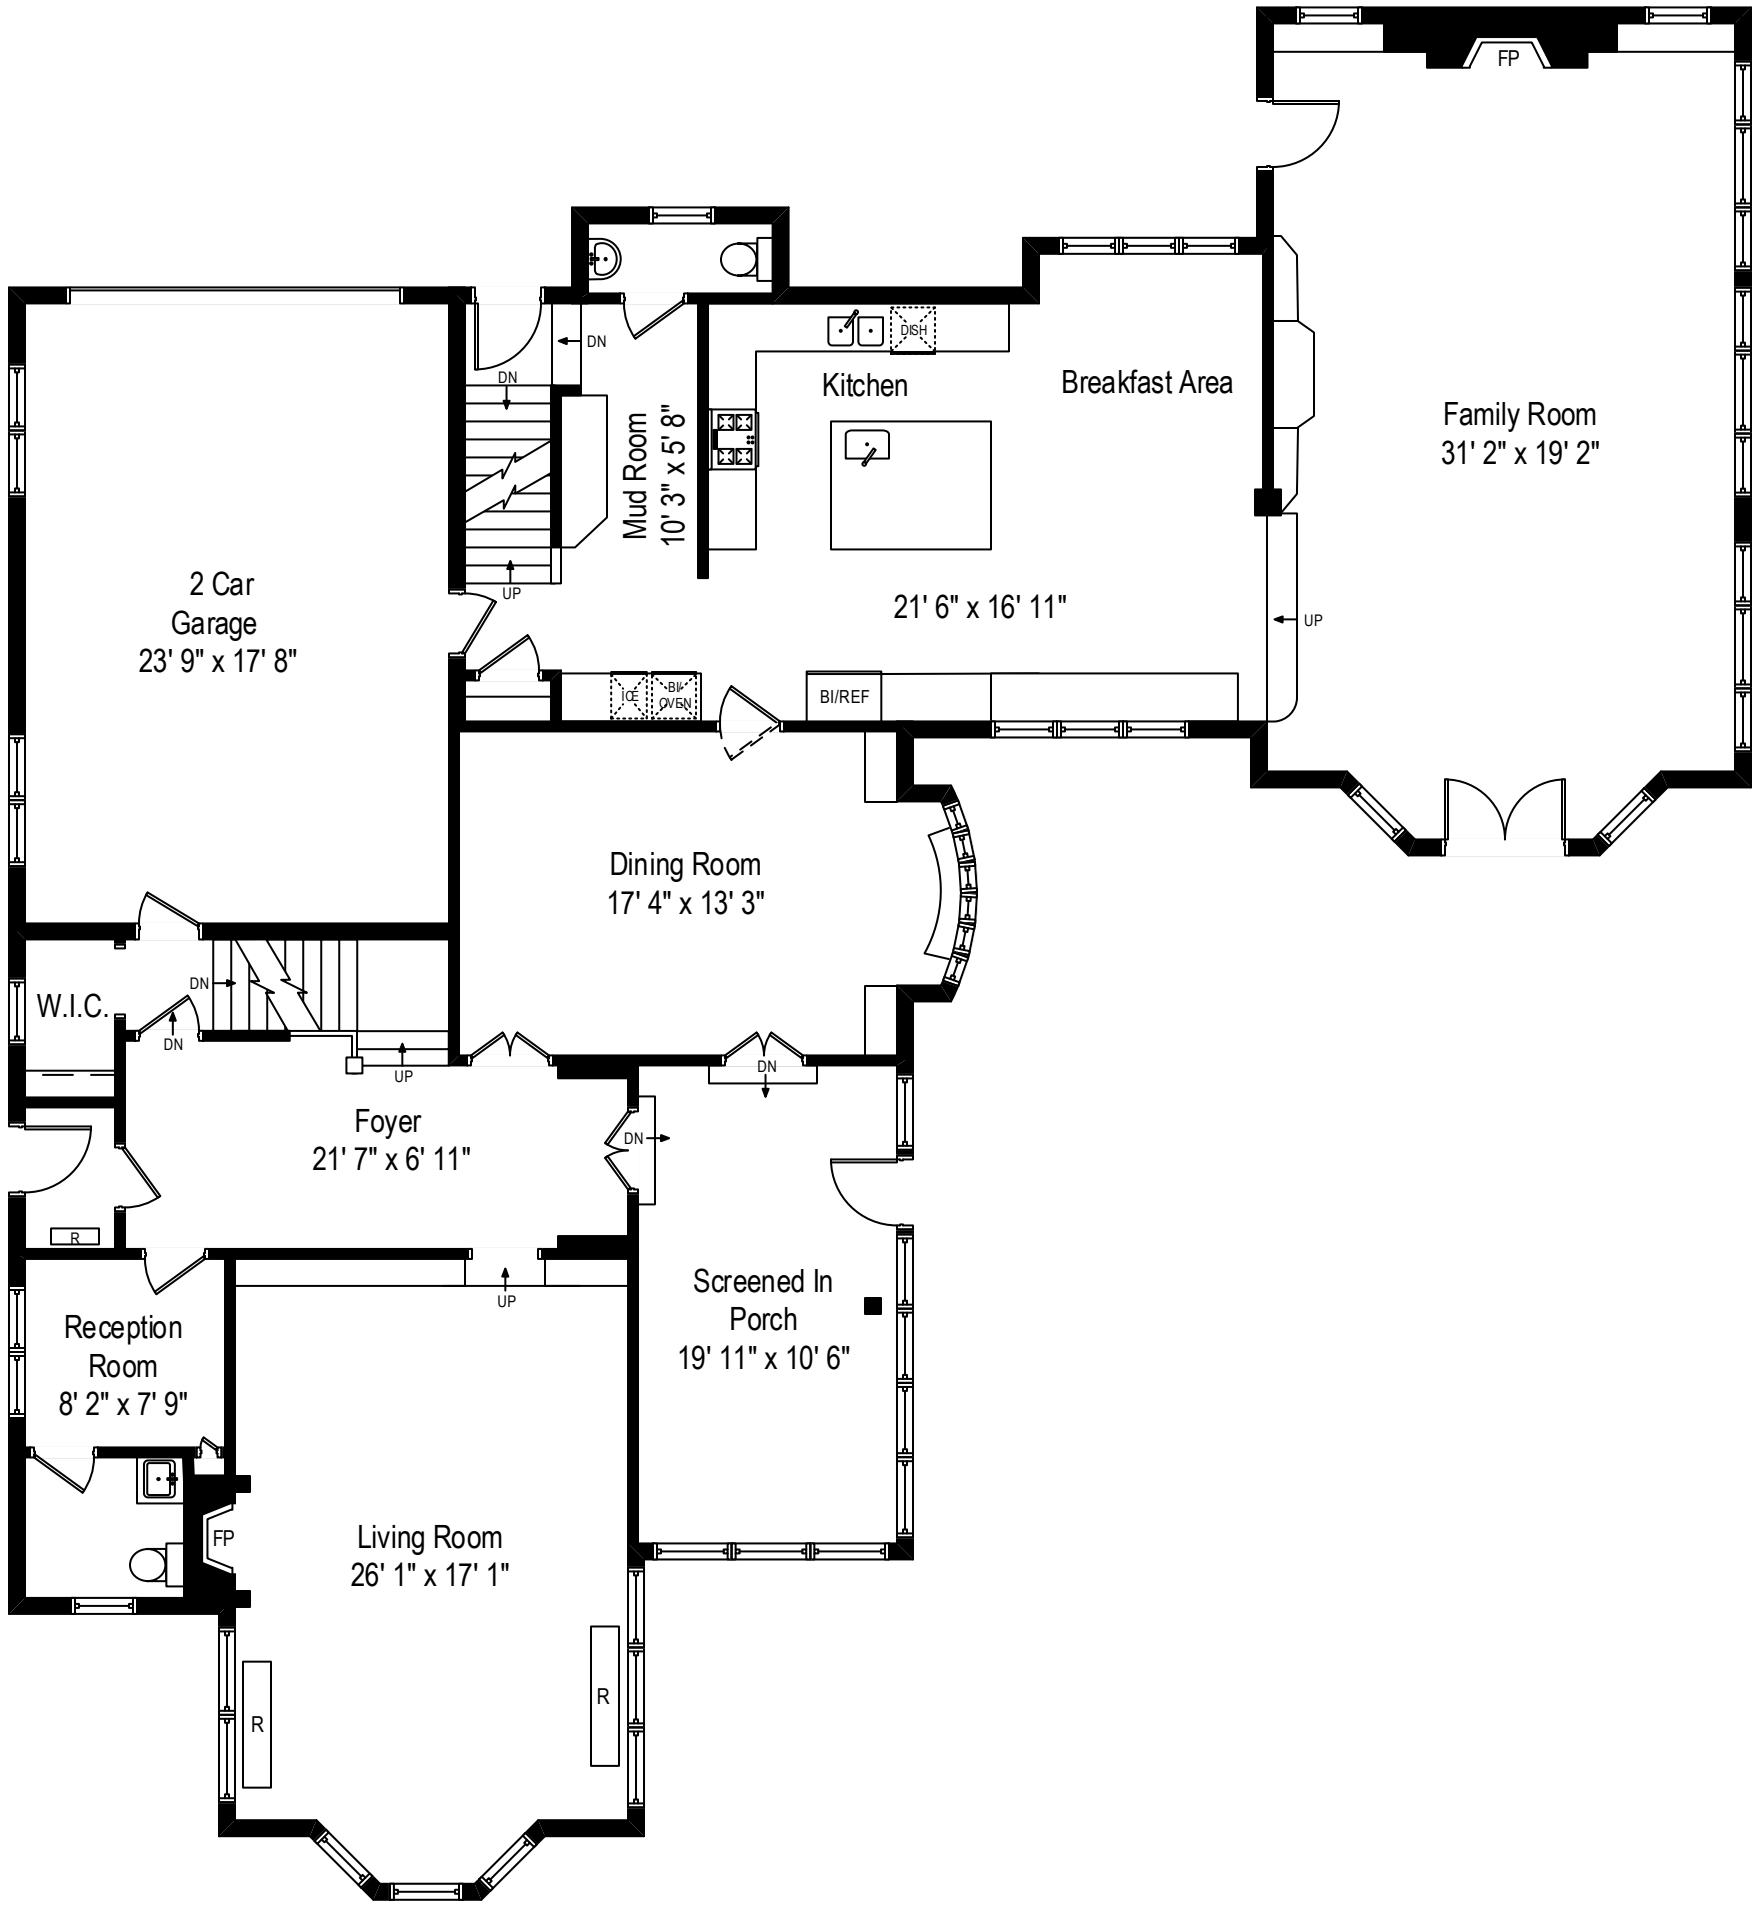 FP
DN
DN
DISH
Kitchen
Breakfast Area
Family Room
31' 2" x 19' 2"
Mud Room
10' 3" x 5' 8"
2 Car
Garage
23' 9" x 17' 8"
UP
21' 6" x 16' 11"
UP
ICE
BI/
OVEN
BI/REF
Dining Room
17' 4" x 13' 3"
DN
W.I.C.
DN
UP
DN
Foyer
21' 7" x 6' 11"
DN
R
UP
Screened In
Porch
19' 11" x 10' 6"
Reception
Room
8' 2" x 7' 9"
FP
Living Room
26' 1" x 17' 1"
R
R